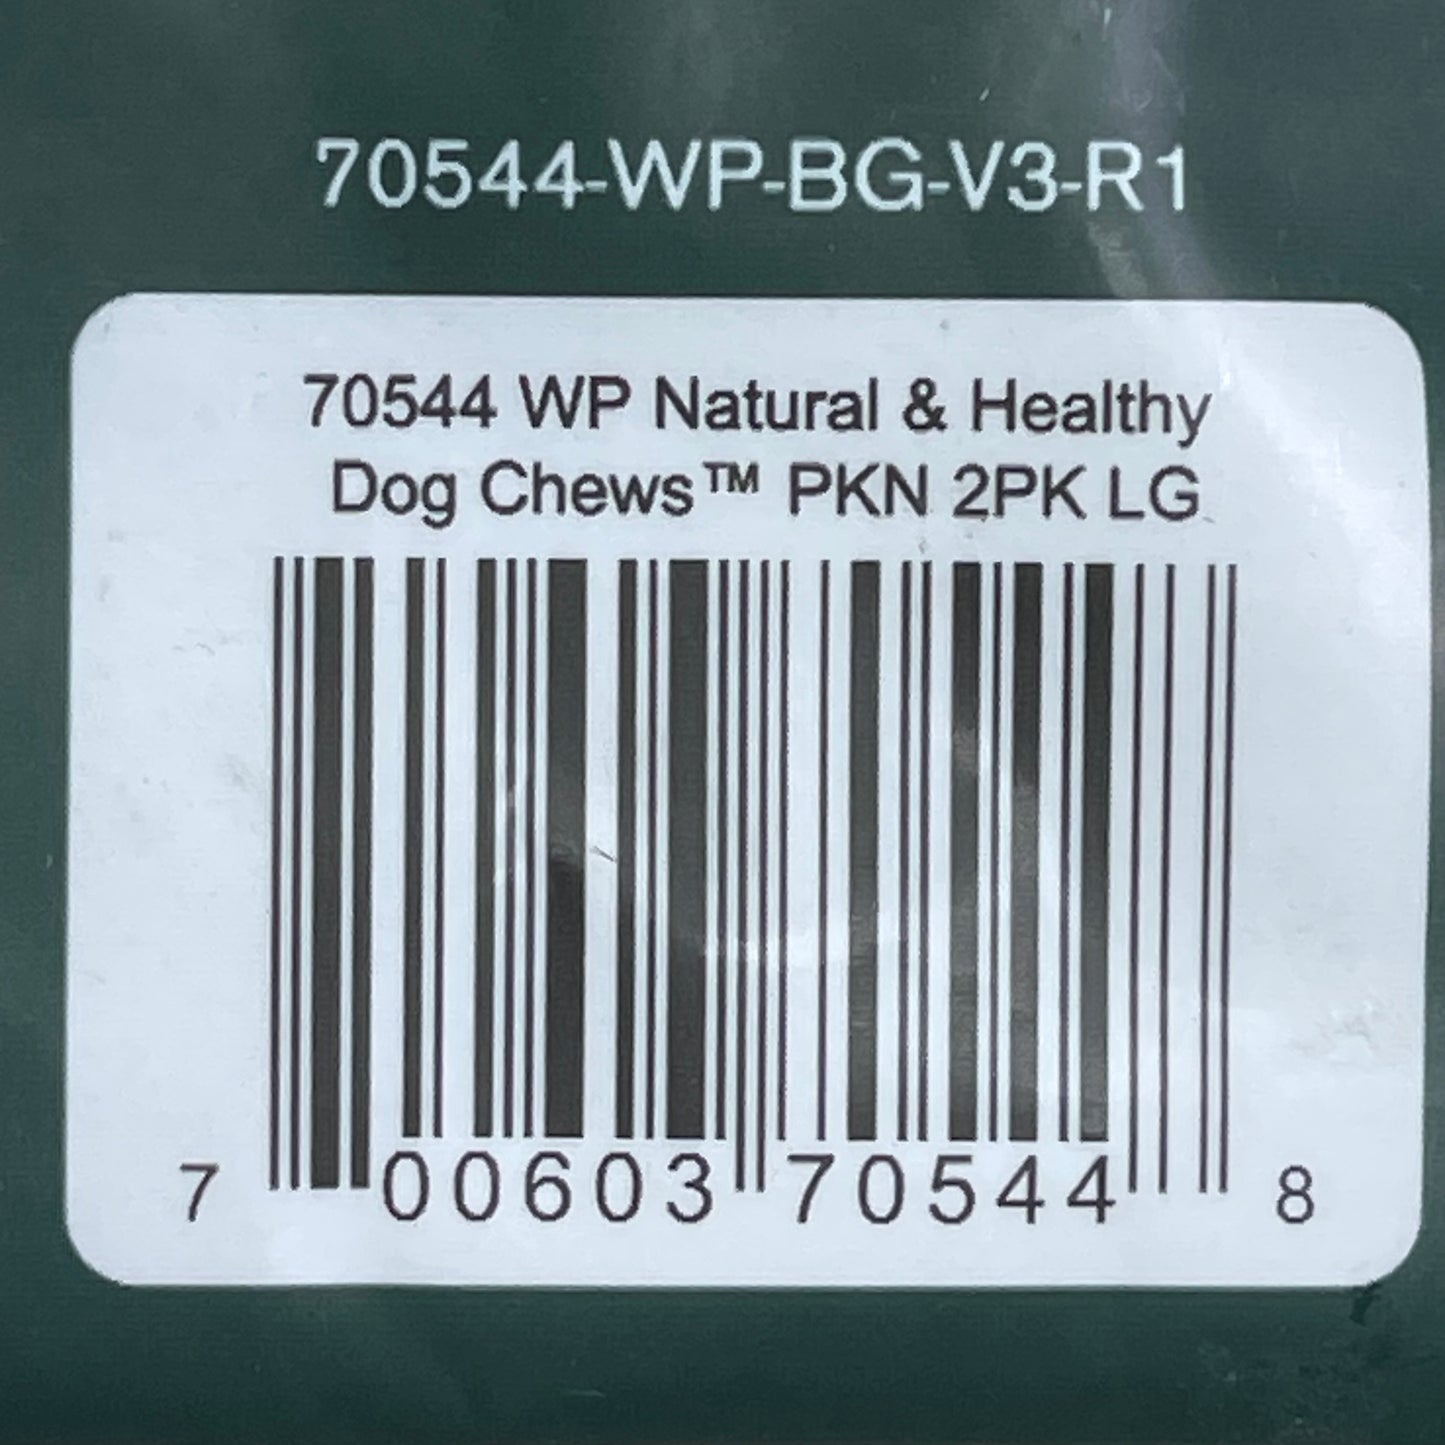 70544-WP-BG-V3-R1
70544 WP Natural & Healthy
Dog Chews™ PKN 2PK LG
7 00603 70544 8